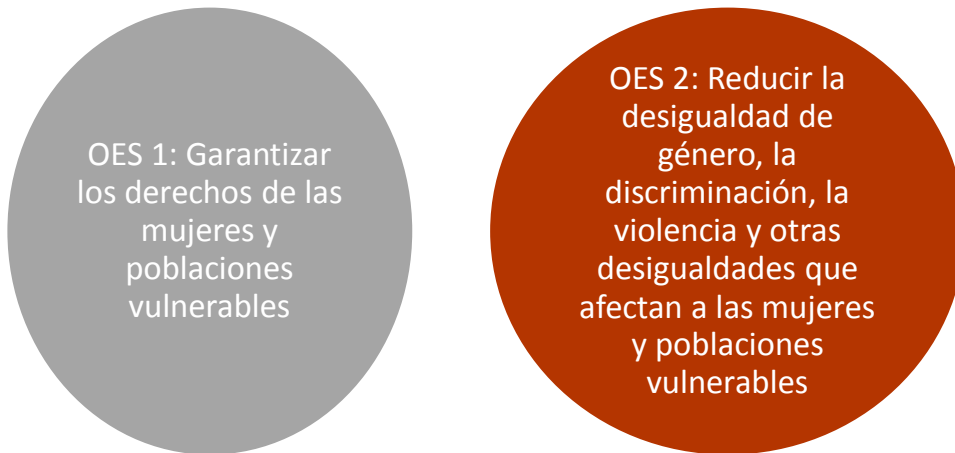 OES 1: Garantizar
los derechos de las
mujeres y
poblaciones
vulnerables
OES 2: Reducir la
desigualdad de
género, la
discriminación, la
violencia y otras
desigualdades que
afectan a las mujeres
y poblaciones
vulnerables